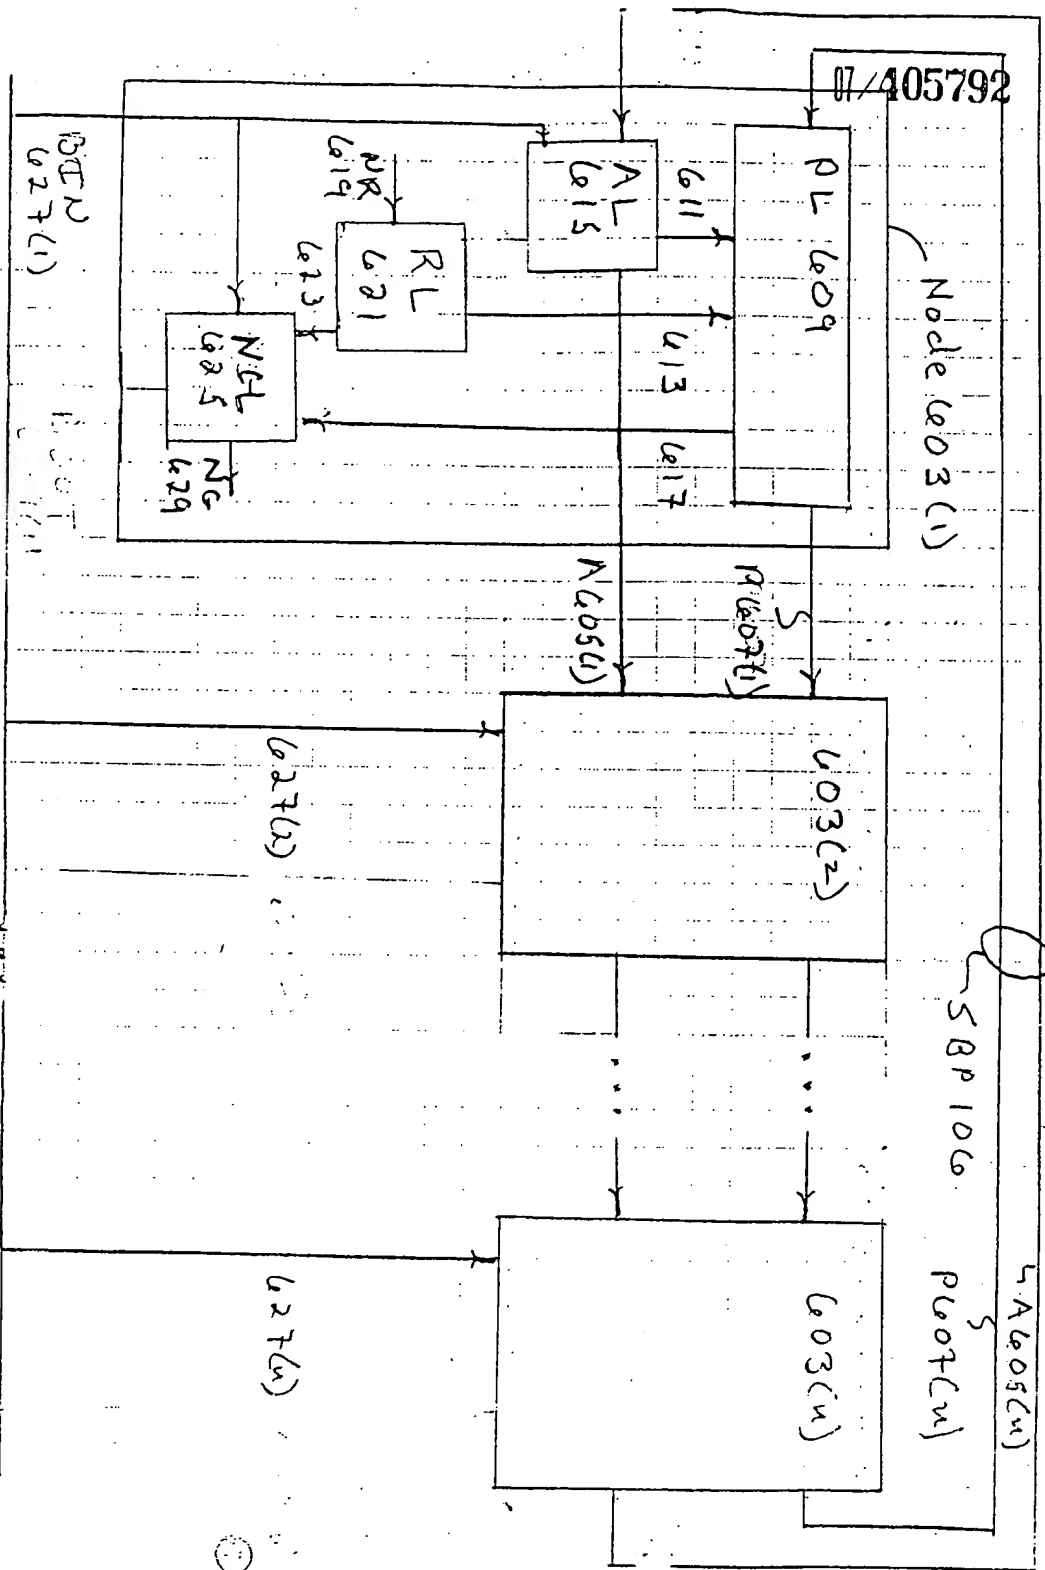 07/405792
PL 609
Node 603(1)
AL
615
611
NR
619
RL
621
613
623
NGL
625
617
NG
629
BIN
627(1)
A605(1)
P607(1)
603(2)
627(2)
SBP 106
603(n)
627(n)
P607(n)
A605(n)